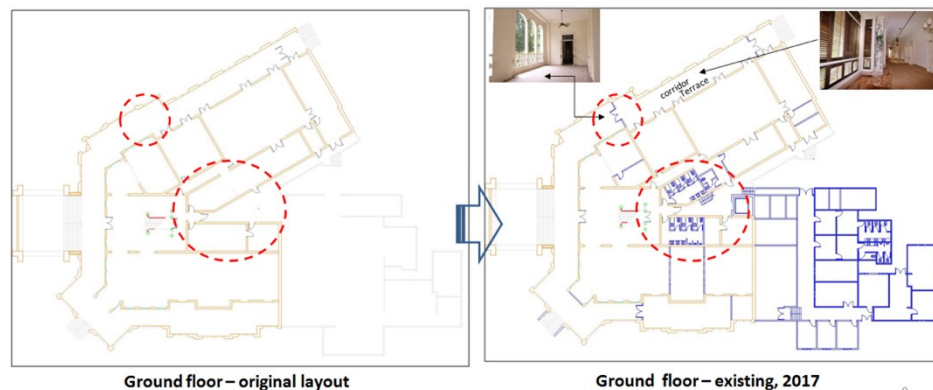 corridor
Terrace
Ground floor – original layout
Ground floor – existing, 2017